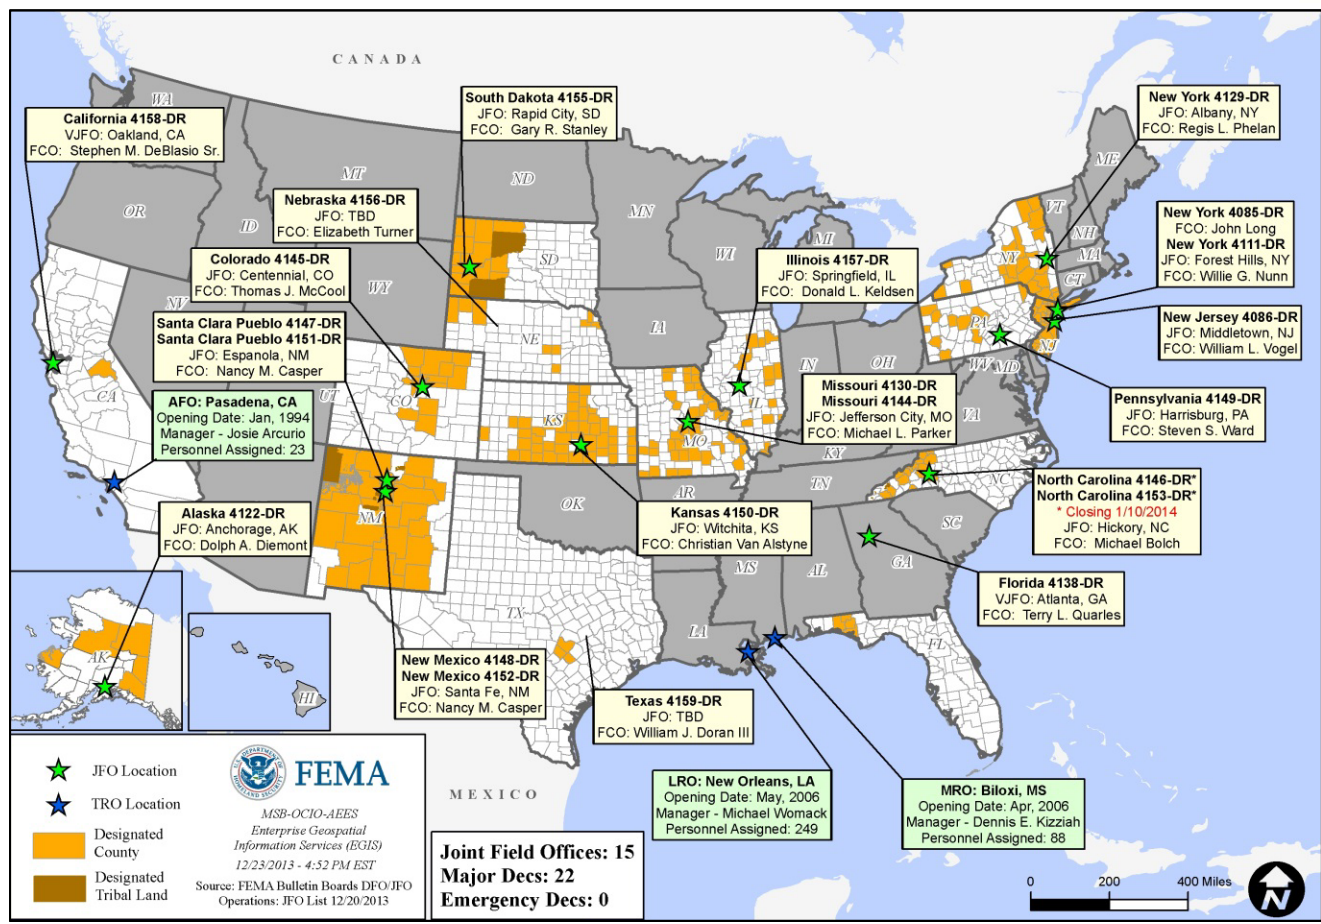 CANADA
California 4158-DR
VJFO: Oakland, CA
FCO: Stephen M. DeBlasio Sr.
South Dakota 4155-DR
JFO: Rapid City, SD
FCO: Gary R. Stanley
New York 4129-DR
JFO: Albany, NY
FCO: Regis L. Phelan
Nebraska 4156-DR
JFO: TBD
FCO: Elizabeth Turner
New York 4085-DR
FCO: John Long
New York 4111-DR
JFO: Forest Hills, NY
FCO: Willie G. Nunn
Colorado 4145-DR
JFO: Centennial, CO
FCO: Thomas J. McCool
Illinois 4157-DR
JFO: Springfield, IL
FCO: Donald L. Keldsen
New Jersey 4086-DR
JFO: Middletown, NJ
FCO: William L. Vogel
Santa Clara Pueblo 4147-DR
Santa Clara Pueblo 4151-DR
JFO: Espanola, NM
FCO: Nancy M. Casper
Missouri 4130-DR
Missouri 4144-DR
JFO: Jefferson City, MO
FCO: Michael L. Parker
Pennsylvania 4149-DR
JFO: Harrisburg, PA
FCO: Steven S. Ward
AFO: Pasadena, CA
Opening Date: Jan, 1994
Manager - Josie Arcurio
Personnel Assigned: 23
North Carolina 4146-DR*
North Carolina 4153-DR*
* Closing 1/10/2014
JFO: Hickory, NC
FCO: Michael Bolch
Alaska 4122-DR
JFO: Anchorage, AK
FCO: Dolph A. Diemont
Kansas 4150-DR
JFO: Witchita, KS
FCO: Christian Van Alstyne
Florida 4138-DR
VJFO: Atlanta, GA
FCO: Terry L. Quarles
New Mexico 4148-DR
New Mexico 4152-DR
JFO: Santa Fe, NM
FCO: Nancy M. Casper
Texas 4159-DR
JFO: TBD
FCO: William J. Doran III
LRO: New Orleans, LA
Opening Date: May, 2006
Manager - Michael Womack
Personnel Assigned: 249
MRO: Biloxi, MS
Opening Date: Apr, 2006
Manager - Dennis E. Kizziah
Personnel Assigned: 88
WA
OR
ID
MT
ND
MN
WI
MI
ME
VT
NH
MA
CT
NY
NV
WY
SD
IA
NE
PA
NJ
IN
OH
WV
MD
CA
UT
CO
KS
MO
IL
KY
VA
NM
OK
AR
TN
NC
SC
TX
LA
MS
AL
GA
FL
AK
HI
MEXICO
JFO Location
TRO Location
Designated
County
Designated
Tribal Land
FEMA
MSB-OCIO-AEES
Enterprise Geospatial
Information Services (EGIS)
12/23/2013 - 4:52 PM EST
Source: FEMA Bulletin Boards DFO/JFO
Operations: JFO List 12/20/2013
Joint Field Offices: 15
Major Decs: 22
Emergency Decs: 0
0 200 400 Miles
N